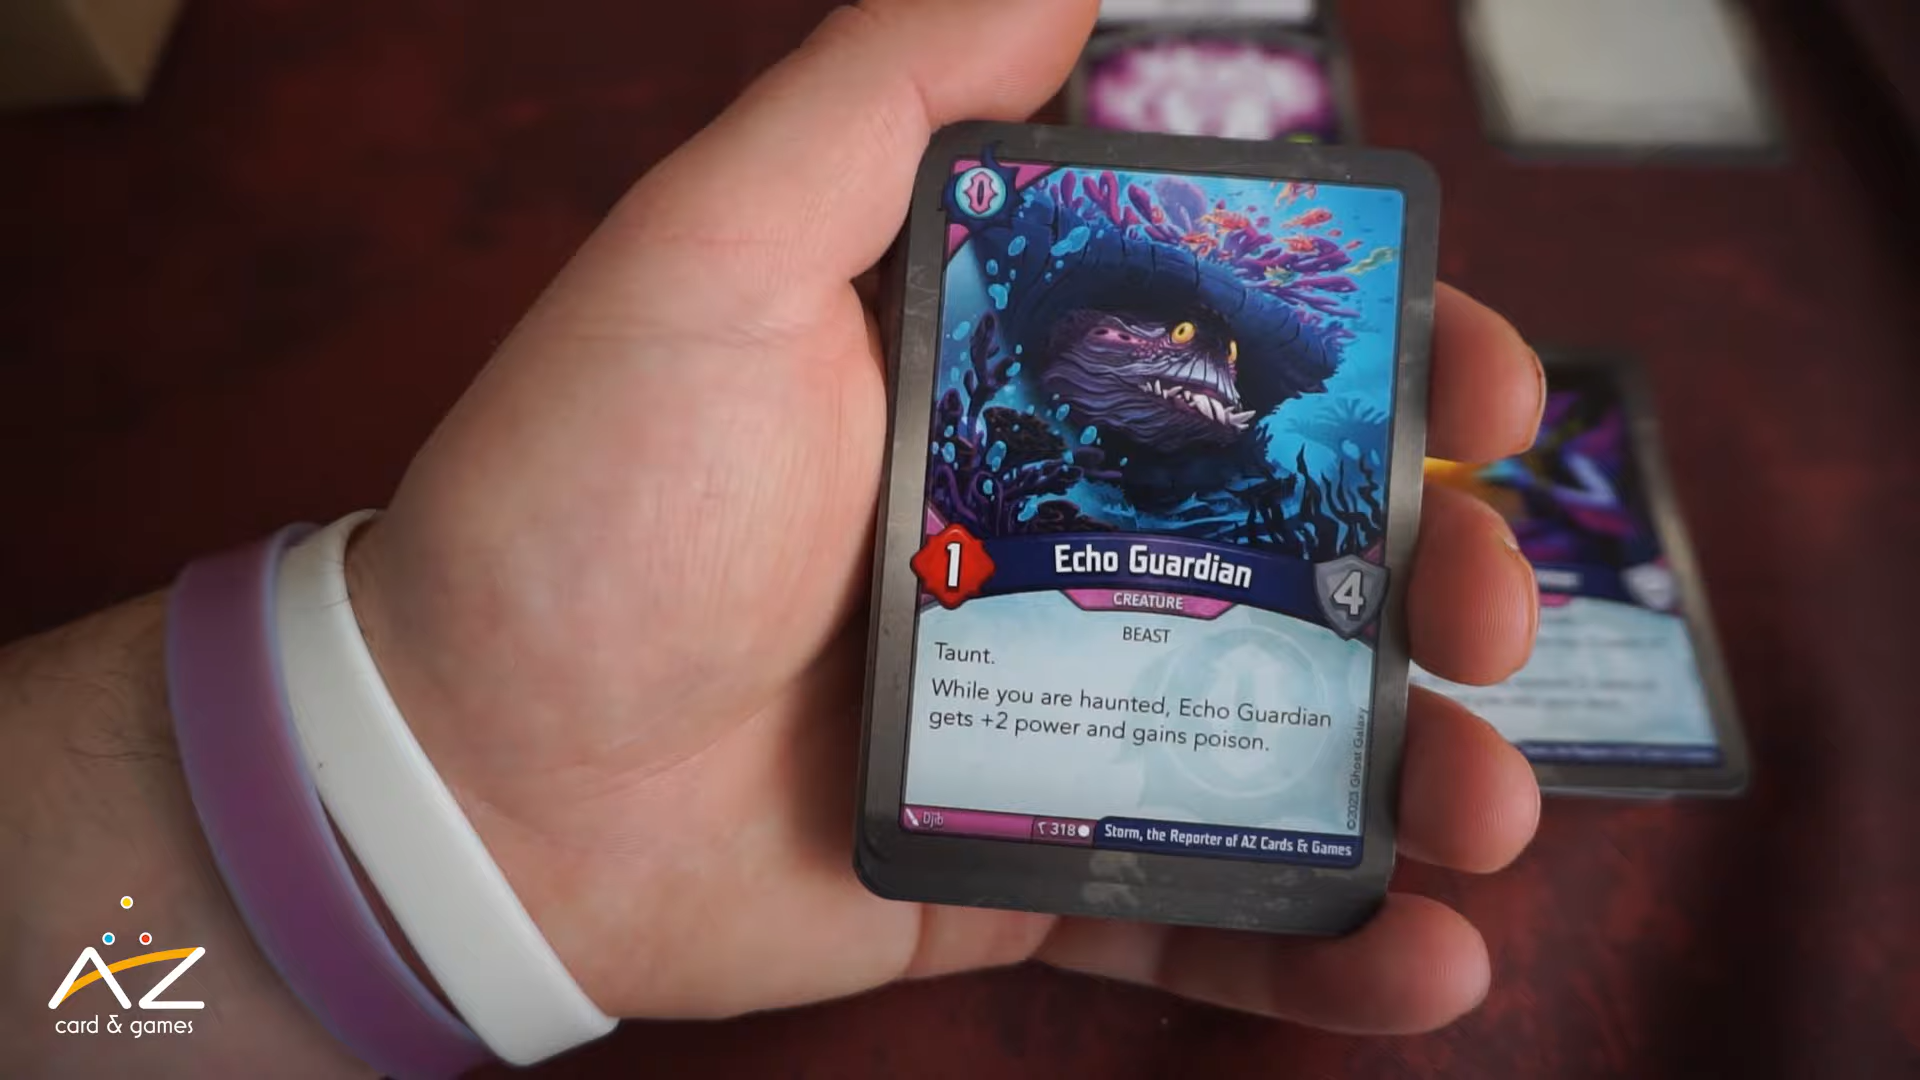 Echo Guardian
1
4
CREATURE
BEAST
Taunt.
While you are haunted, Echo Guardian
gets +2 power and gains poison.
©2023 Ghost Galaxy
Djib
318
Storm, the Reporter of AZ Cards & Games
AZ
card & games